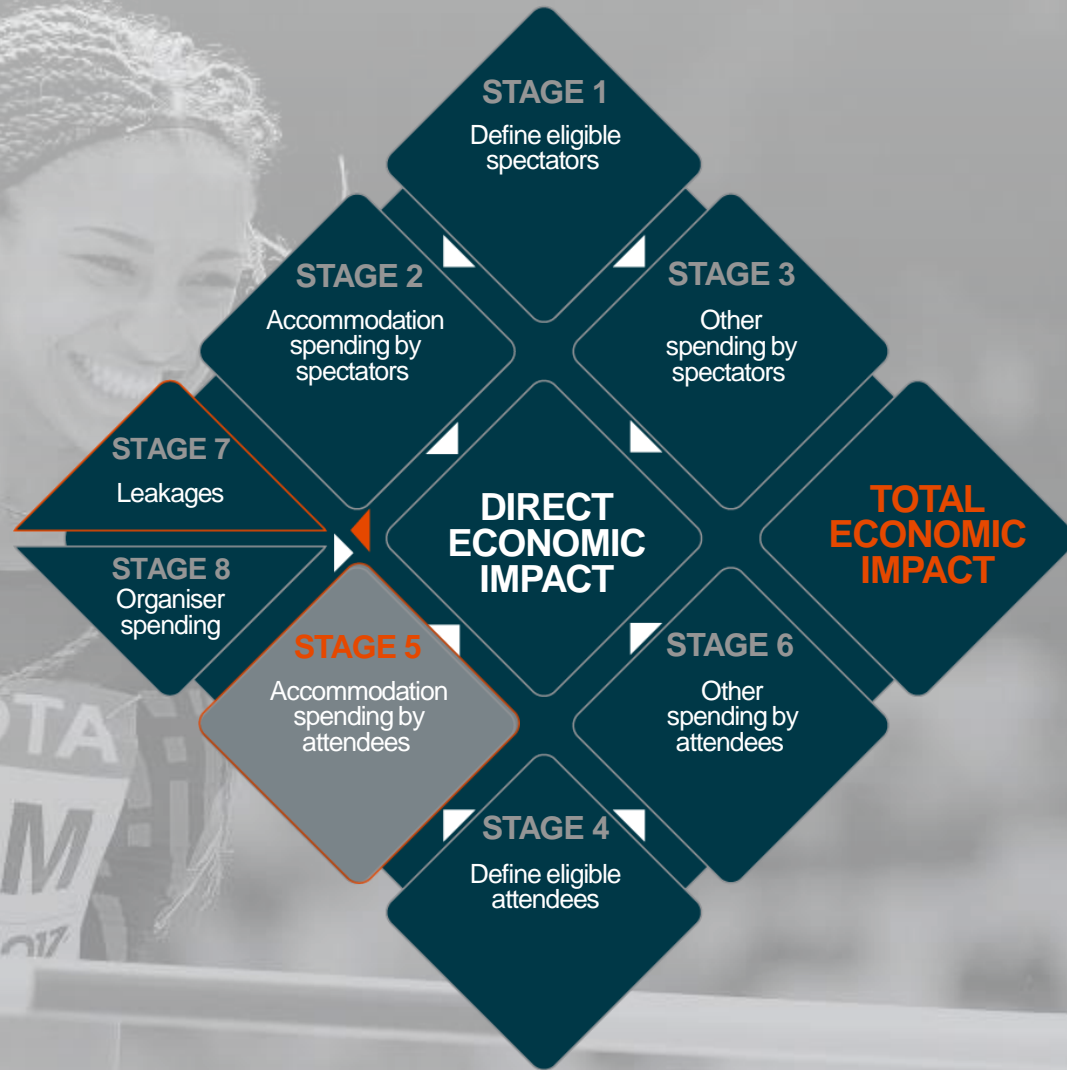 STAGE 1
Define eligible
spectators
STAGE 2
Accommodation
spending by
spectators
STAGE 3
Other
spending by
spectators
STAGE 7
Leakages
STAGE 8
Organiser
spending
DIRECT
ECONOMIC
IMPACT
TOTAL
ECONOMIC
IMPACT
STAGE 5
Accommodation
spending by
attendees
STAGE 6
Other
spending by
attendees
STAGE 4
Define eligible
attendees